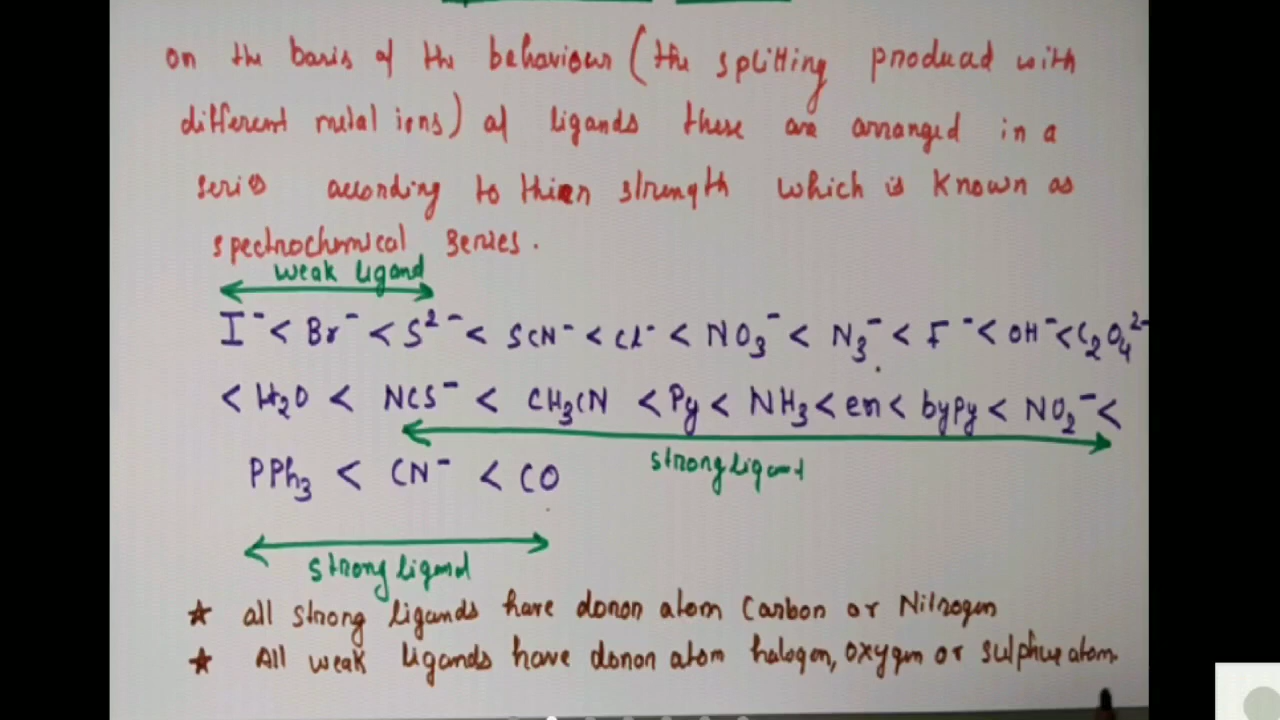 on the basis of the behaviour (the splitting produced with
different metal ions) of ligands these are arranged in a
series according to thier strength which is known as
spectrochemical series.
weak ligand
I⁻ < Br⁻ < S²⁻ < SCN⁻ < Cl⁻ < NO₃⁻ < N₃⁻ < F⁻ < OH⁻ < C₂O₄²⁻
< H₂O < NCS⁻ < CH₃CN < Py < NH₃ < en < bypy < NO₂⁻ <
strong ligant
PPh₃ < CN⁻ < CO
strong ligand
★ all strong ligands have donor atom Carbon or Nitrogen
★ All weak ligands have donor atom halogen, oxygen or sulphur atom.